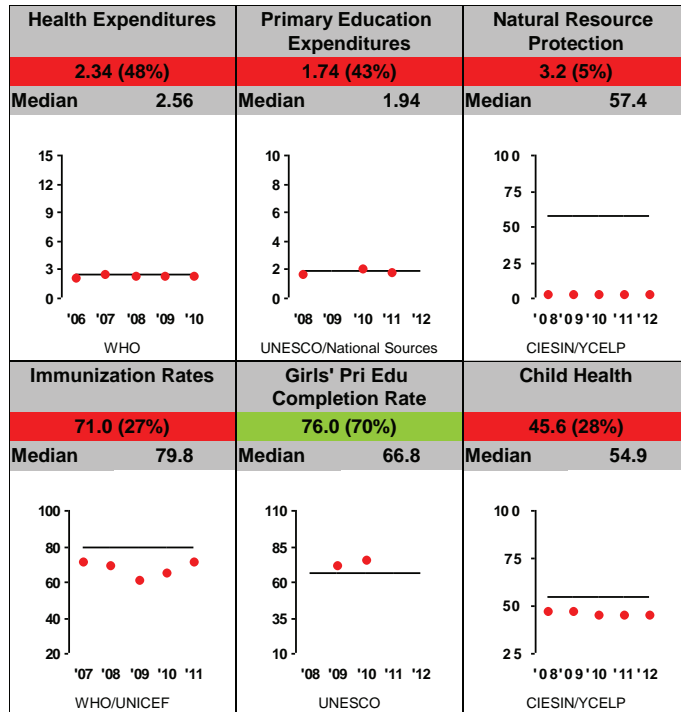 Health Expenditures
2.34 (48%)
Median 2.56
15
12
9
6
3
0
'06 '07 '08 '09 '10
WHO
Primary Education
Expenditures
1.74 (43%)
Median 1.94
10
8
6
4
2
0
'08 '09 '10 '11 '12
UNESCO/National Sources
Natural Resource
Protection
3.2 (5%)
Median 57.4
100
75
50
25
0
'08 '09 '10 '11 '12
CIESIN/YCELP
Immunization Rates
71.0 (27%)
Median 79.8
100
80
60
40
20
'07 '08 '09 '10 '11
WHO/UNICEF
Girls' Pri Edu
Completion Rate
76.0 (70%)
Median 66.8
110
85
60
35
10
'08 '09 '10 '11 '12
UNESCO
Child Health
45.6 (28%)
Median 54.9
100
75
50
25
'08 '09 '10 '11 '12
CIESIN/YCELP